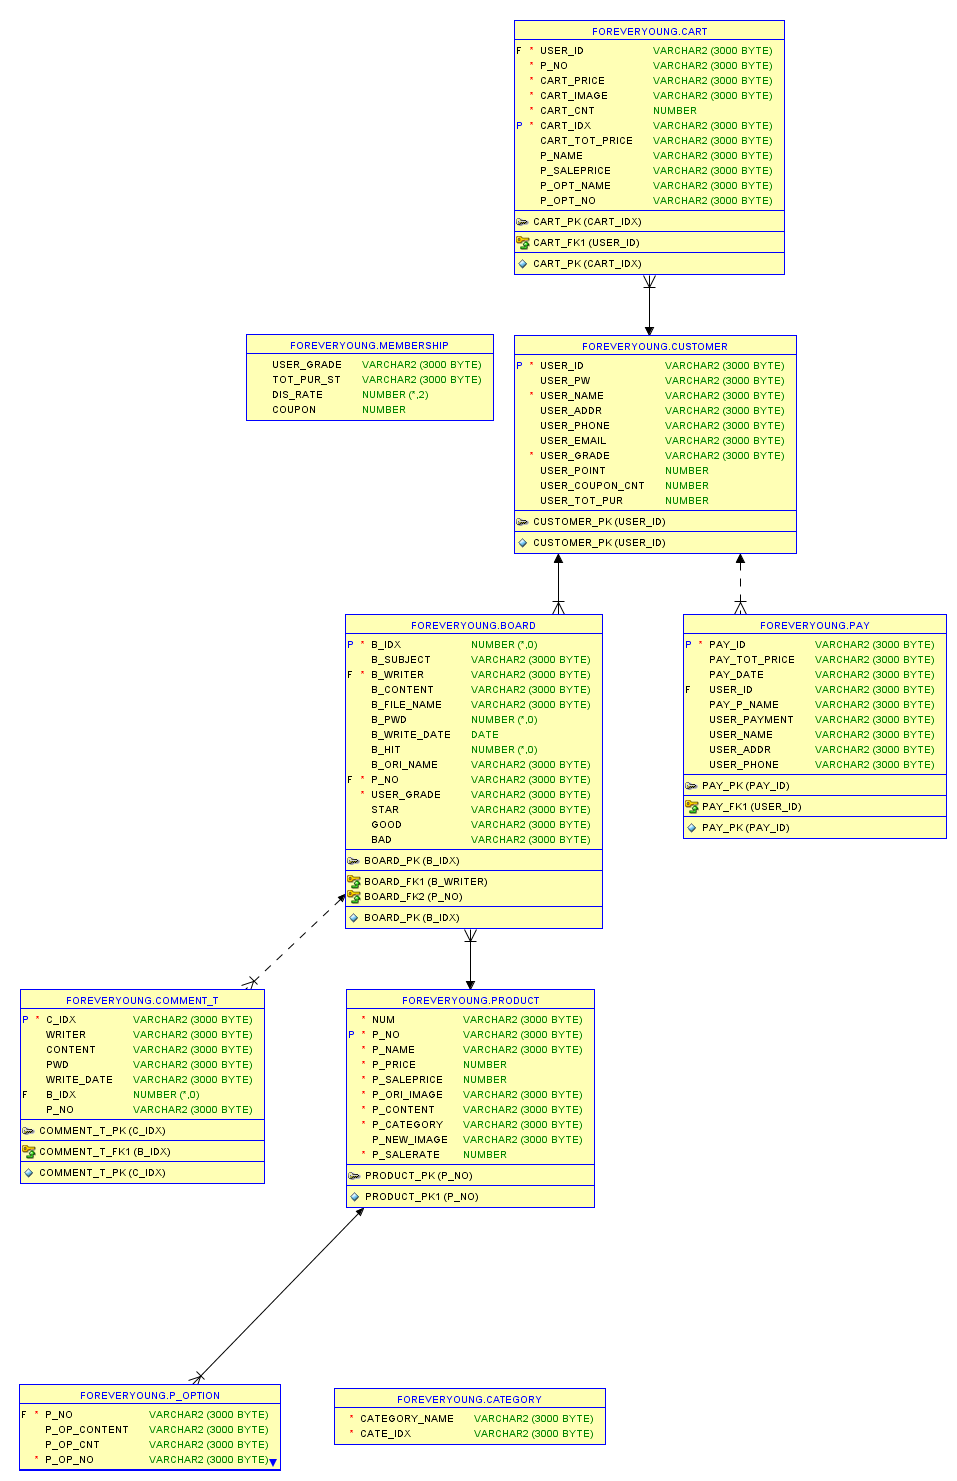 FOREVERYOUNG.CART
F * USER_ID VARCHAR2 (3000 BYTE)
* P_NO VARCHAR2 (3000 BYTE)
* CART_PRICE VARCHAR2 (3000 BYTE)
* CART_IMAGE VARCHAR2 (3000 BYTE)
* CART_CNT NUMBER
P * CART_IDX VARCHAR2 (3000 BYTE)
CART_TOT_PRICE VARCHAR2 (3000 BYTE)
P_NAME VARCHAR2 (3000 BYTE)
P_SALEPRICE VARCHAR2 (3000 BYTE)
P_OPT_NAME VARCHAR2 (3000 BYTE)
P_OPT_NO VARCHAR2 (3000 BYTE)
CART_PK (CART_IDX)
CART_FK1 (USER_ID)
CART_PK (CART_IDX)
FOREVERYOUNG.MEMBERSHIP
USER_GRADE VARCHAR2 (3000 BYTE)
TOT_PUR_ST VARCHAR2 (3000 BYTE)
DIS_RATE NUMBER (*,2)
COUPON NUMBER
FOREVERYOUNG.CUSTOMER
P * USER_ID VARCHAR2 (3000 BYTE)
USER_PW VARCHAR2 (3000 BYTE)
* USER_NAME VARCHAR2 (3000 BYTE)
USER_ADDR VARCHAR2 (3000 BYTE)
USER_PHONE VARCHAR2 (3000 BYTE)
USER_EMAIL VARCHAR2 (3000 BYTE)
* USER_GRADE VARCHAR2 (3000 BYTE)
USER_POINT NUMBER
USER_COUPON_CNT NUMBER
USER_TOT_PUR NUMBER
CUSTOMER_PK (USER_ID)
CUSTOMER_PK (USER_ID)
FOREVERYOUNG.BOARD
P * B_IDX NUMBER (*,0)
B_SUBJECT VARCHAR2 (3000 BYTE)
F * B_WRITER VARCHAR2 (3000 BYTE)
B_CONTENT VARCHAR2 (3000 BYTE)
B_FILE_NAME VARCHAR2 (3000 BYTE)
B_PWD NUMBER (*,0)
B_WRITE_DATE DATE
B_HIT NUMBER (*,0)
B_ORI_NAME VARCHAR2 (3000 BYTE)
F * P_NO VARCHAR2 (3000 BYTE)
* USER_GRADE VARCHAR2 (3000 BYTE)
STAR VARCHAR2 (3000 BYTE)
GOOD VARCHAR2 (3000 BYTE)
BAD VARCHAR2 (3000 BYTE)
BOARD_PK (B_IDX)
BOARD_FK1 (B_WRITER)
BOARD_FK2 (P_NO)
BOARD_PK (B_IDX)
FOREVERYOUNG.PAY
P * PAY_ID VARCHAR2 (3000 BYTE)
PAY_TOT_PRICE VARCHAR2 (3000 BYTE)
PAY_DATE VARCHAR2 (3000 BYTE)
F USER_ID VARCHAR2 (3000 BYTE)
PAY_P_NAME VARCHAR2 (3000 BYTE)
USER_PAYMENT VARCHAR2 (3000 BYTE)
USER_NAME VARCHAR2 (3000 BYTE)
USER_ADDR VARCHAR2 (3000 BYTE)
USER_PHONE VARCHAR2 (3000 BYTE)
PAY_PK (PAY_ID)
PAY_FK1 (USER_ID)
PAY_PK (PAY_ID)
FOREVERYOUNG.COMMENT_T
P * C_IDX VARCHAR2 (3000 BYTE)
WRITER VARCHAR2 (3000 BYTE)
CONTENT VARCHAR2 (3000 BYTE)
PWD VARCHAR2 (3000 BYTE)
WRITE_DATE VARCHAR2 (3000 BYTE)
F B_IDX NUMBER (*,0)
P_NO VARCHAR2 (3000 BYTE)
COMMENT_T_PK (C_IDX)
COMMENT_T_FK1 (B_IDX)
COMMENT_T_PK (C_IDX)
FOREVERYOUNG.PRODUCT
* NUM VARCHAR2 (3000 BYTE)
P * P_NO VARCHAR2 (3000 BYTE)
* P_NAME VARCHAR2 (3000 BYTE)
* P_PRICE NUMBER
* P_SALEPRICE NUMBER
* P_ORI_IMAGE VARCHAR2 (3000 BYTE)
* P_CONTENT VARCHAR2 (3000 BYTE)
* P_CATEGORY VARCHAR2 (3000 BYTE)
P_NEW_IMAGE VARCHAR2 (3000 BYTE)
* P_SALERATE NUMBER
PRODUCT_PK (P_NO)
PRODUCT_PK1 (P_NO)
FOREVERYOUNG.P_OPTION
F * P_NO VARCHAR2 (3000 BYTE)
P_OP_CONTENT VARCHAR2 (3000 BYTE)
P_OP_CNT VARCHAR2 (3000 BYTE)
* P_OP_NO VARCHAR2 (3000 BYTE)
FOREVERYOUNG.CATEGORY
* CATEGORY_NAME VARCHAR2 (3000 BYTE)
* CATE_IDX VARCHAR2 (3000 BYTE)